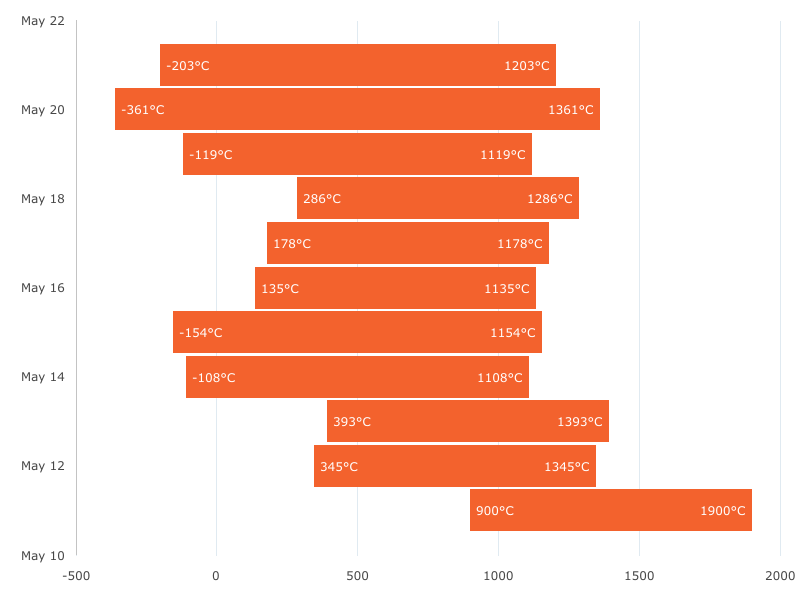 May 22
-203°C 1203°C
May 20 -361°C 1361°C
-119°C 1119°C
May 18 286°C 1286°C
178°C 1178°C
May 16 135°C 1135°C
-154°C 1154°C
May 14 -108°C 1108°C
393°C 1393°C
May 12 345°C 1345°C
900°C 1900°C
May 10
-500 0 500 1000 1500 2000